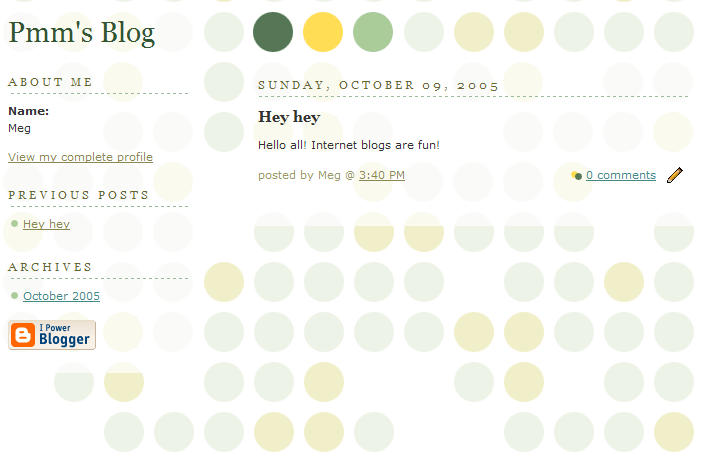 Pmm's Blog
ABOUT ME
Name:
Meg
View my complete profile
PREVIOUS POSTS
Hey hey
ARCHIVES
October 2005
I Power
Blogger
SUNDAY, OCTOBER 09, 2005
Hey hey
Hello all! Internet blogs are fun!
posted by Meg @ 3:40 PM 0 comments